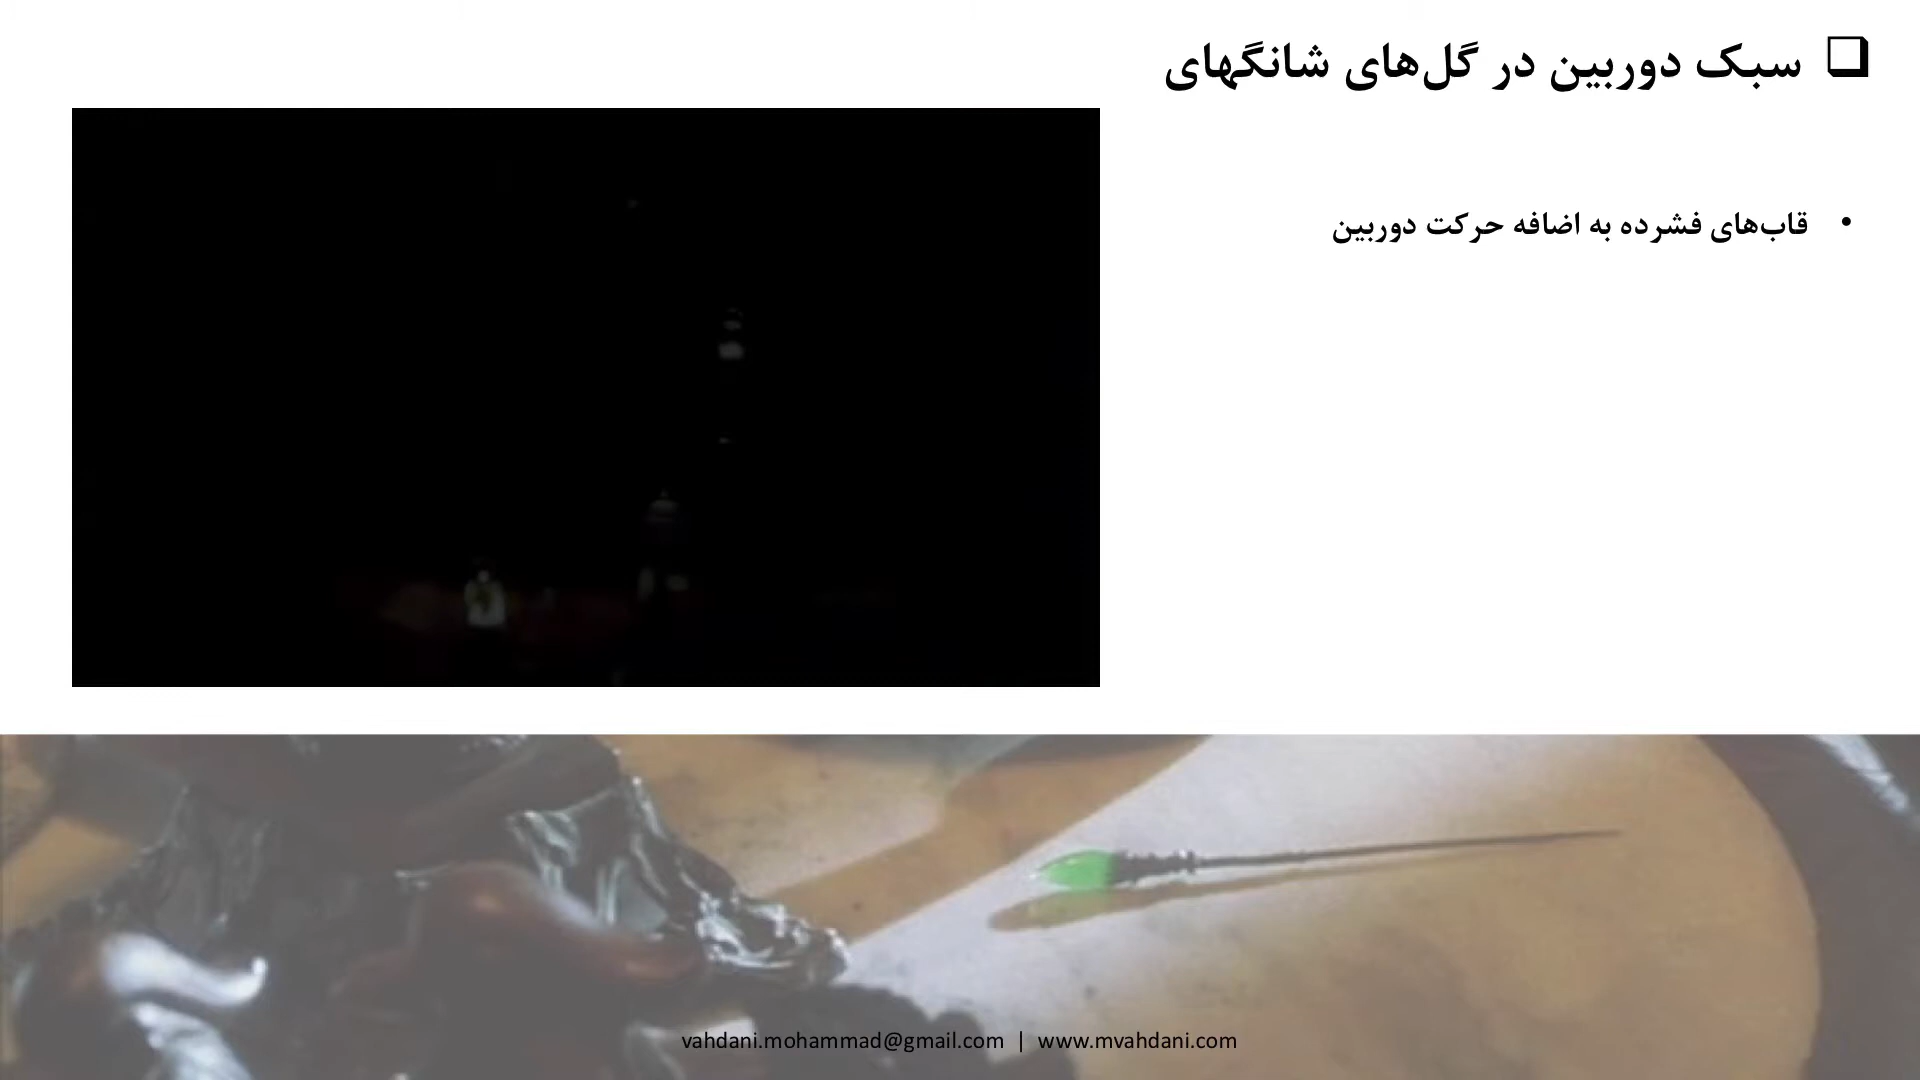 ❑ سبک دوربین در گل‌های شانگهای
• قاب‌های فشرده به اضافه حرکت دوربین
vahdani.mohammad@gmail.com | www.mvahdani.com